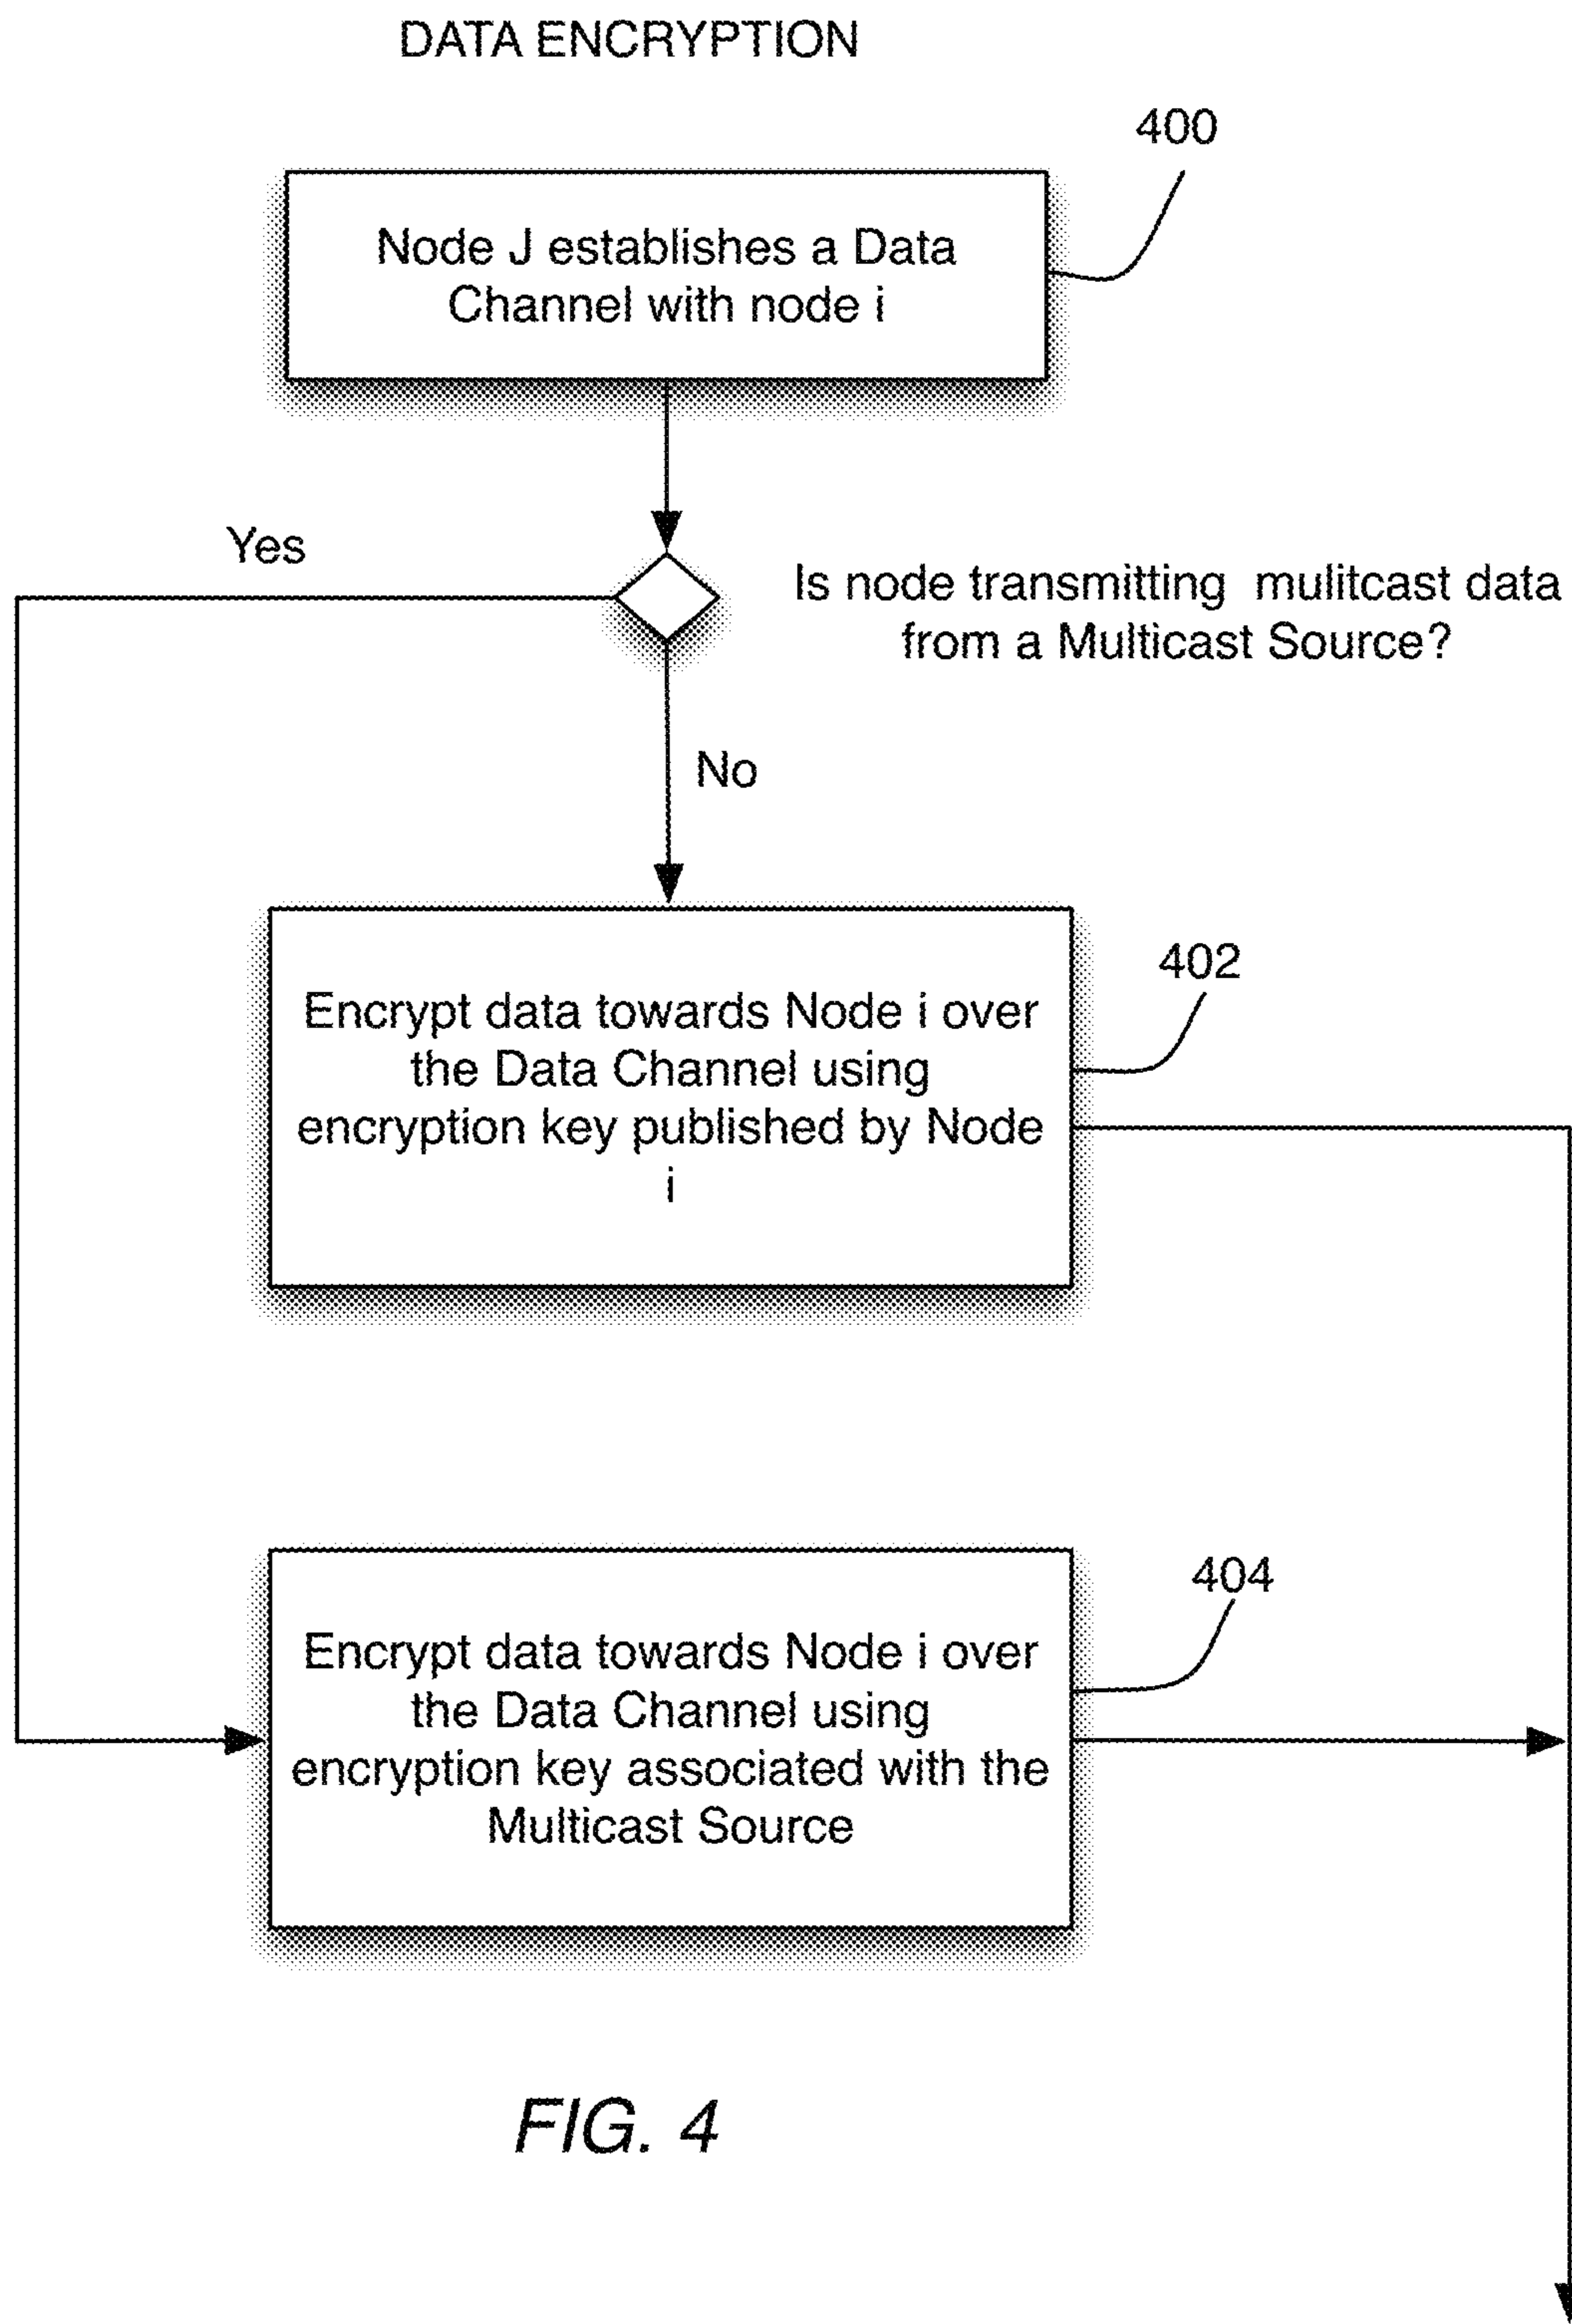 DATA ENCRYPTION
400
Node J establishes a Data
Channel with node i
Yes
Is node transmitting mulitcast data
from a Multicast Source?
No
402
Encrypt data towards Node i over
the Data Channel using
encryption key published by Node
i
404
Encrypt data towards Node i over
the Data Channel using
encryption key associated with the
Multicast Source
FIG. 4